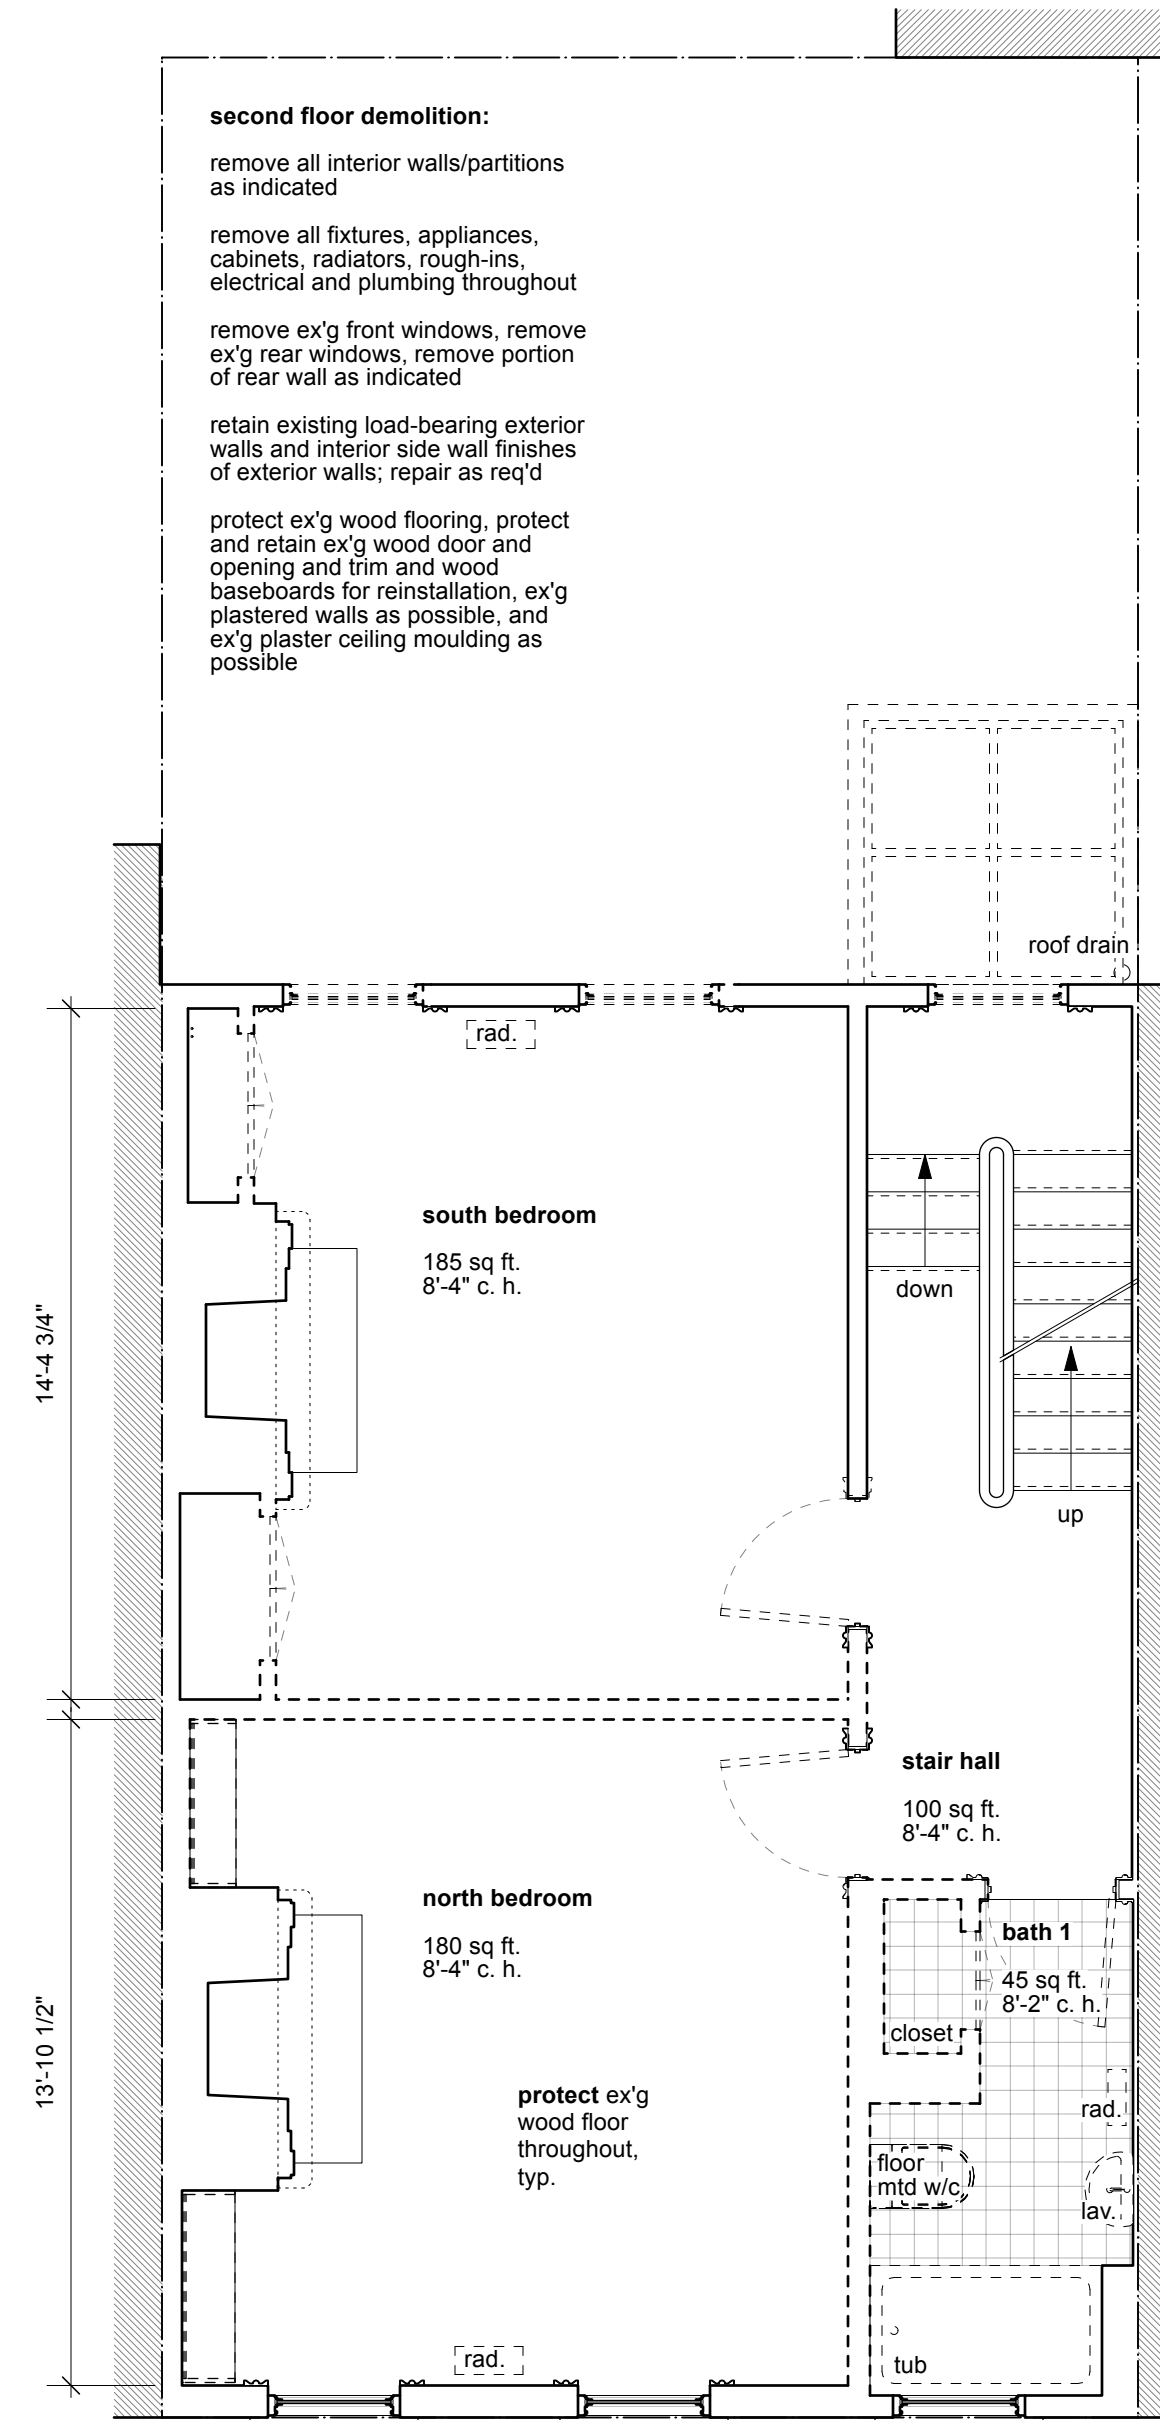 second floor demolition:
remove all interior walls/partitions
as indicated
remove all fixtures, appliances,
cabinets, radiators, rough-ins,
electrical and plumbing throughout
remove ex'g front windows, remove
ex'g rear windows, remove portion
of rear wall as indicated
retain existing load-bearing exterior
walls and interior side wall finishes
of exterior walls; repair as req'd
protect ex'g wood flooring, protect
and retain ex'g wood door and
opening and trim and wood
baseboards for reinstallation, ex'g
plastered walls as possible, and
ex'g plaster ceiling moulding as
possible
roof drain
rad.
south bedroom
185 sq ft.
8'-4" c. h.
down
14'-4 3/4"
up
stair hall
100 sq ft.
8'-4" c. h.
north bedroom
180 sq ft.
8'-4" c. h.
bath 1
45 sq ft.
8'-2" c. h.
closet
13'-10 1/2"
protect ex'g
wood floor
throughout,
typ.
rad.
floor
mtd w/c
lav.
rad.
tub